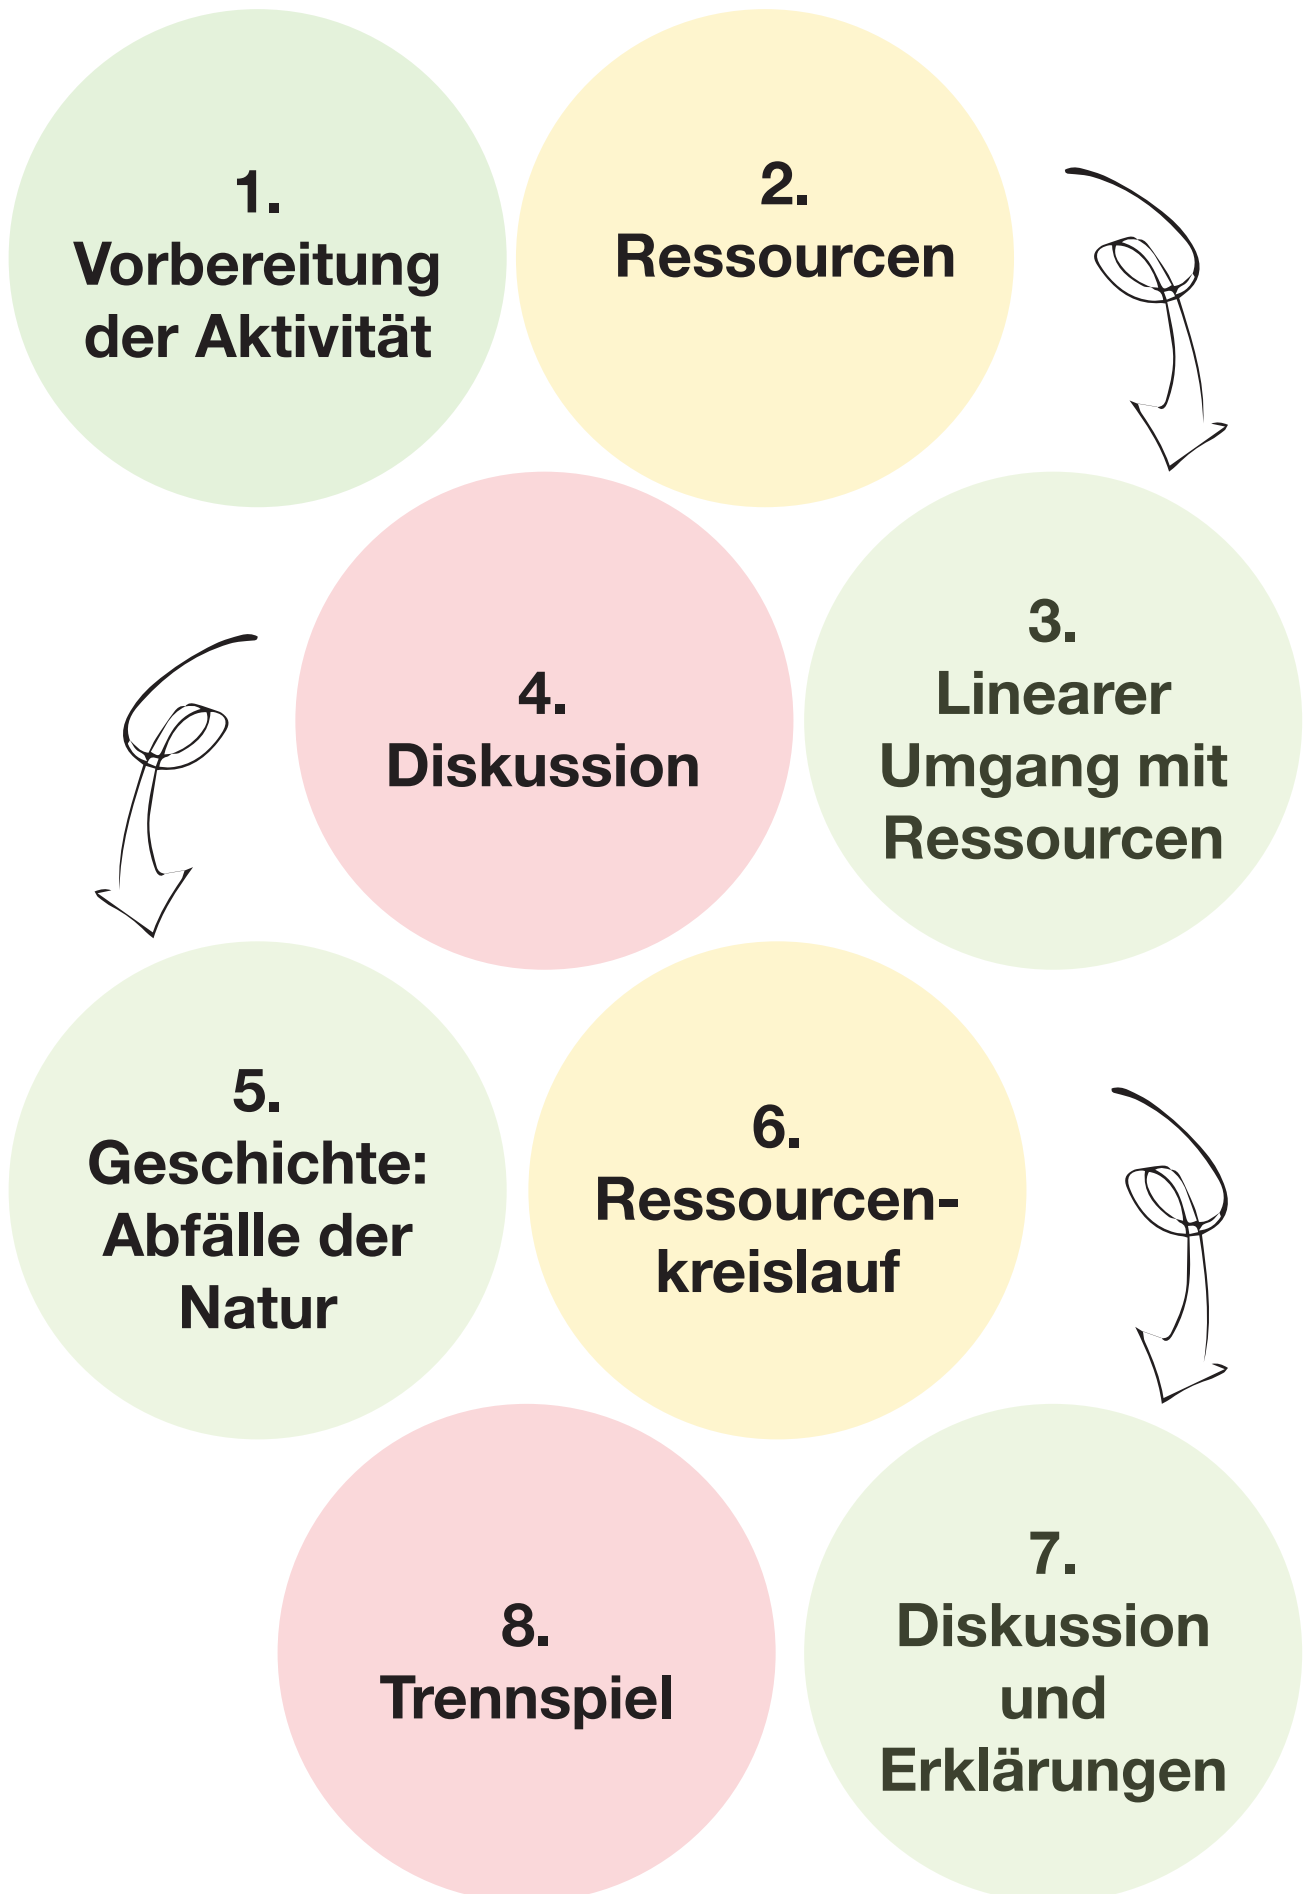 1.
Vorbereitung
der Aktivität
2.
Ressourcen
3.
Linearer
Umgang mit
Ressourcen
4.
Diskussion
5.
Geschichte:
Abfälle der
Natur
6.
Ressourcen-
kreislauf
7.
Diskussion
und
Erklärungen
8.
Trennspiel